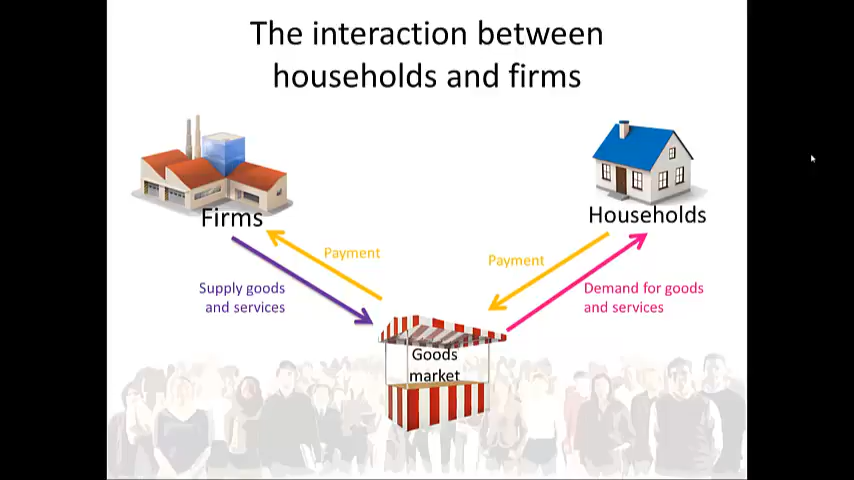 The interaction between
households and firms
Firms
Households
Payment
Payment
Supply goods
and services
Demand for goods
and services
Goods
market